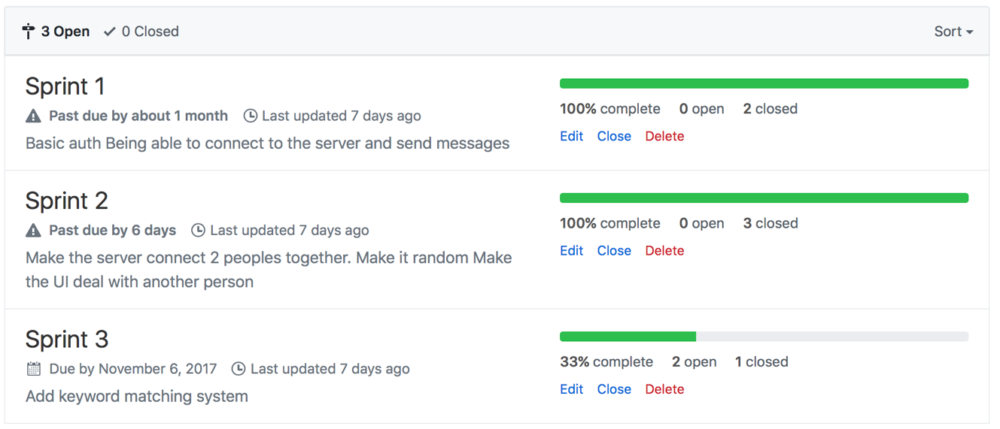 3 Open 0 Closed Sort
Sprint 1
Past due by about 1 month Last updated 7 days ago
Basic auth Being able to connect to the server and send messages
100% complete 0 open 2 closed
Edit Close Delete
Sprint 2
Past due by 6 days Last updated 7 days ago
Make the server connect 2 peoples together. Make it random Make
the UI deal with another person
100% complete 0 open 3 closed
Edit Close Delete
Sprint 3
Due by November 6, 2017 Last updated 7 days ago
Add keyword matching system
33% complete 2 open 1 closed
Edit Close Delete